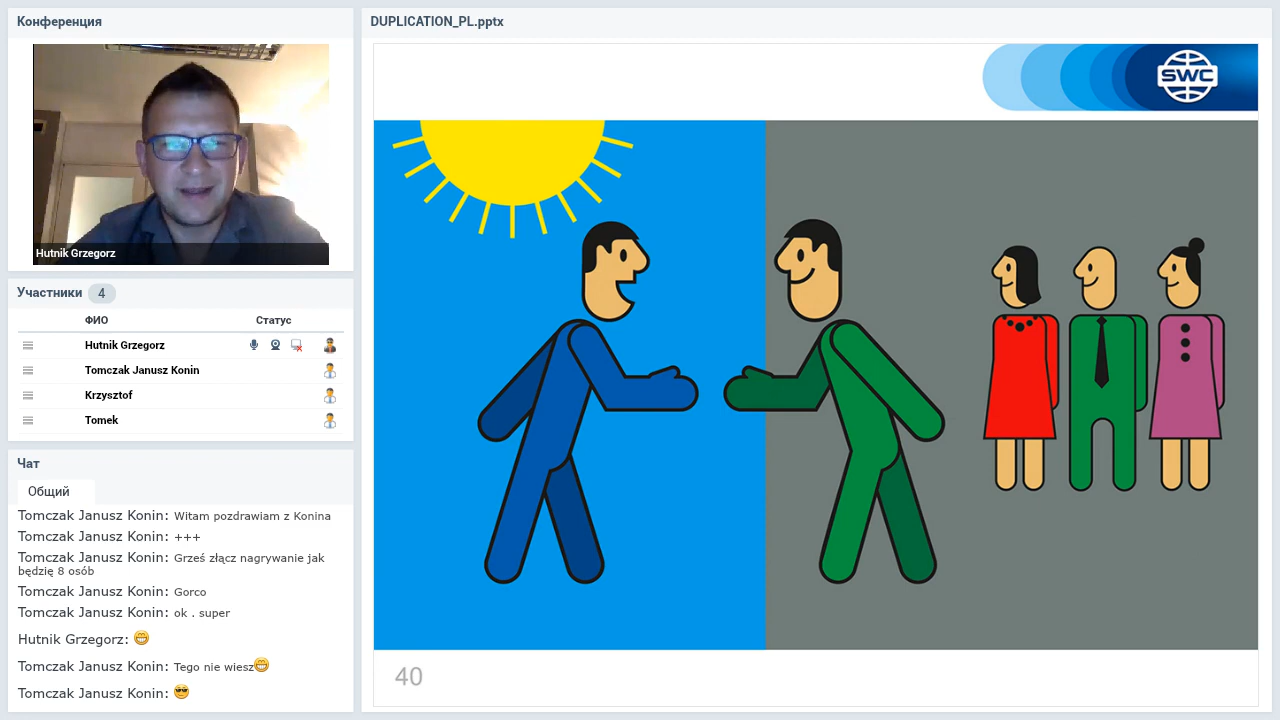 Конференция
Hutnik Grzegorz
Участники 4
ФИО Статус
Hutnik Grzegorz
Tomczak Janusz Konin
Krzysztof
Tomek
Чат
Общий
Tomczak Janusz Konin: Witam pozdrawiam z Konina
Tomczak Janusz Konin: +++
Tomczak Janusz Konin: Grześ złącz nagrywanie jak
będzię 8 osób
Tomczak Janusz Konin: Gorco
Tomczak Janusz Konin: ok . super
Hutnik Grzegorz: 😁
Tomczak Janusz Konin: Tego nie wiesz😁
Tomczak Janusz Konin: 😎
DUPLICATION_PL.pptx
SWC
40